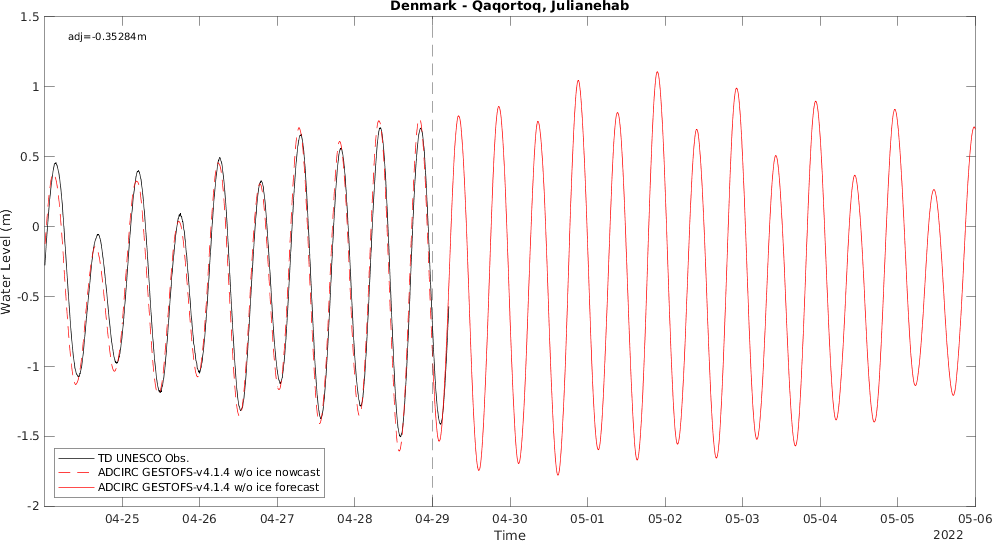 Denmark - Qaqortoq, Julianehab
adj=-0.35284m
1.5
1
0.5
0
-0.5
-1
-1.5
-2
Water Level (m)
TD UNESCO Obs.
ADCIRC GESTOFS-v4.1.4 w/o ice nowcast
ADCIRC GESTOFS-v4.1.4 w/o ice forecast
04-25 04-26 04-27 04-28 04-29 04-30 05-01 05-02 05-03 05-04 05-05 05-06
Time
2022